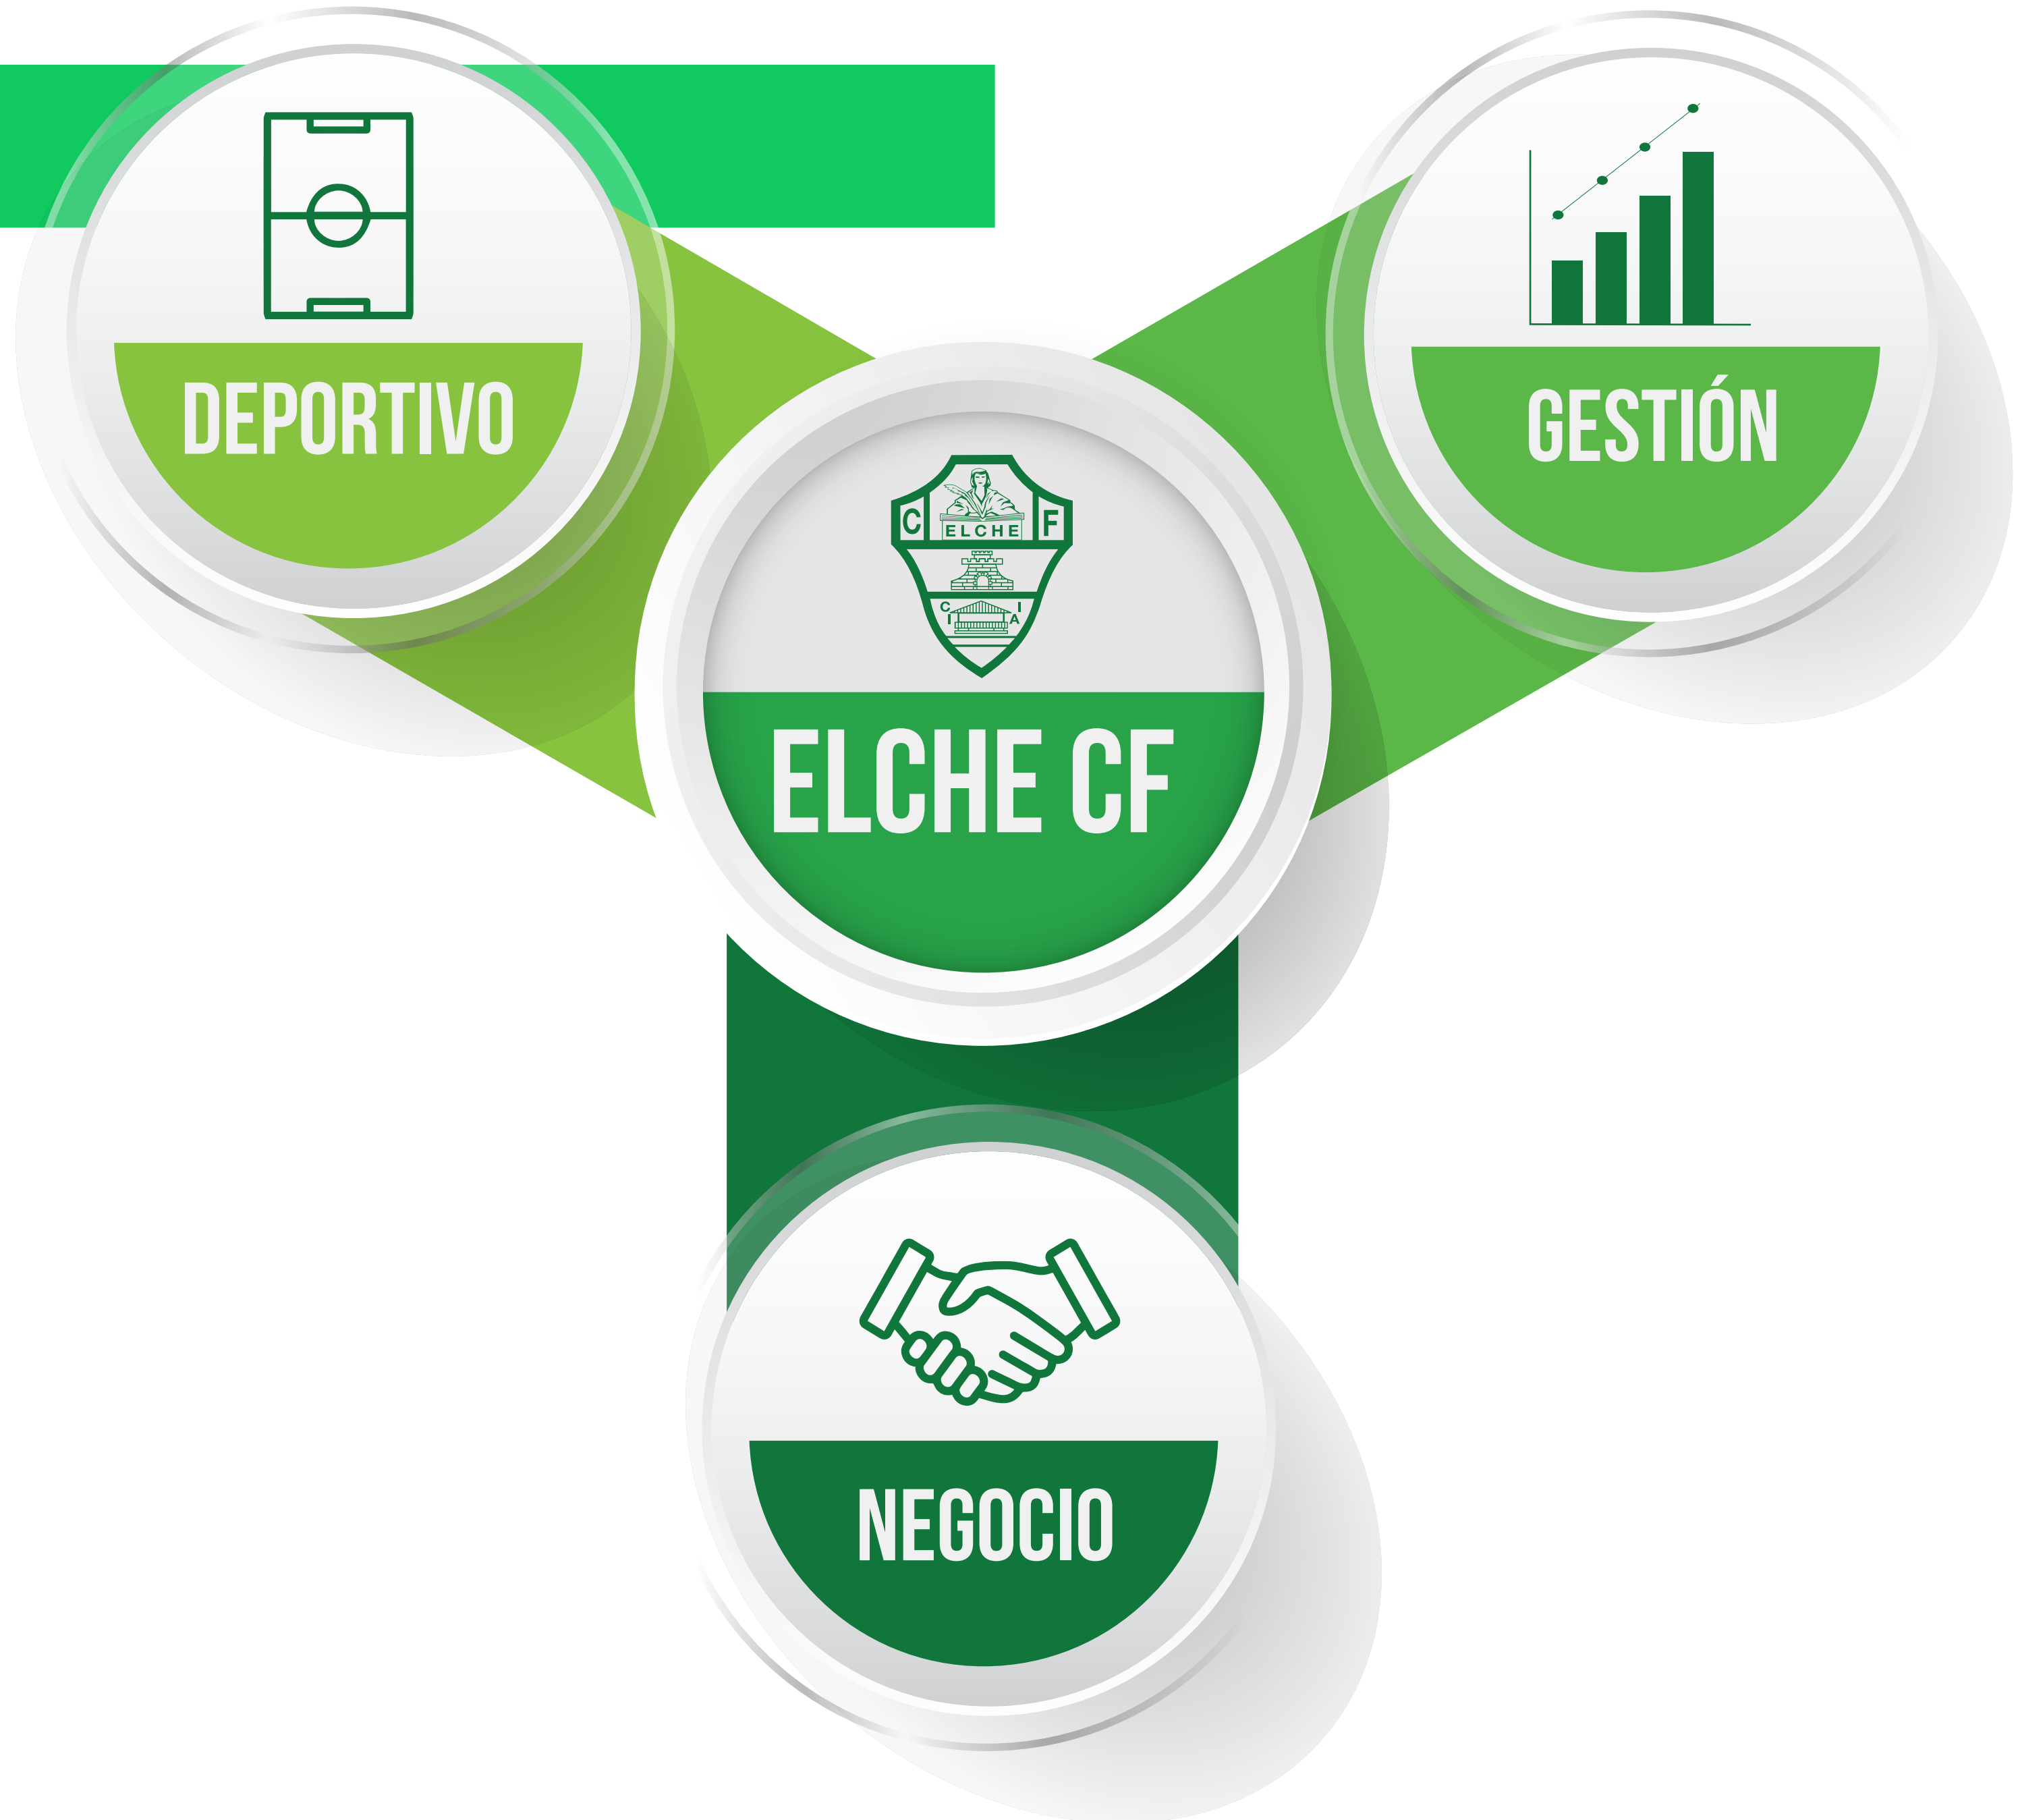 DEPORTIVO
GESTIÓN
C ELCHE F
C I
I A
ELCHE CF
NEGOCIO